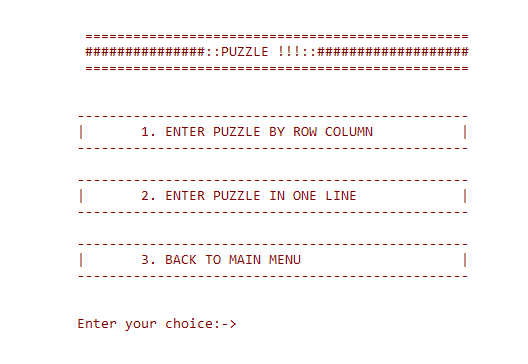 ================================================
###############::PUZZLE !!!::###################
================================================
-------------------------------------------------
|       1. ENTER PUZZLE BY ROW COLUMN           |
-------------------------------------------------
-------------------------------------------------
|       2. ENTER PUZZLE IN ONE LINE             |
-------------------------------------------------
-------------------------------------------------
|       3. BACK TO MAIN MENU                    |
-------------------------------------------------
Enter your choice:->